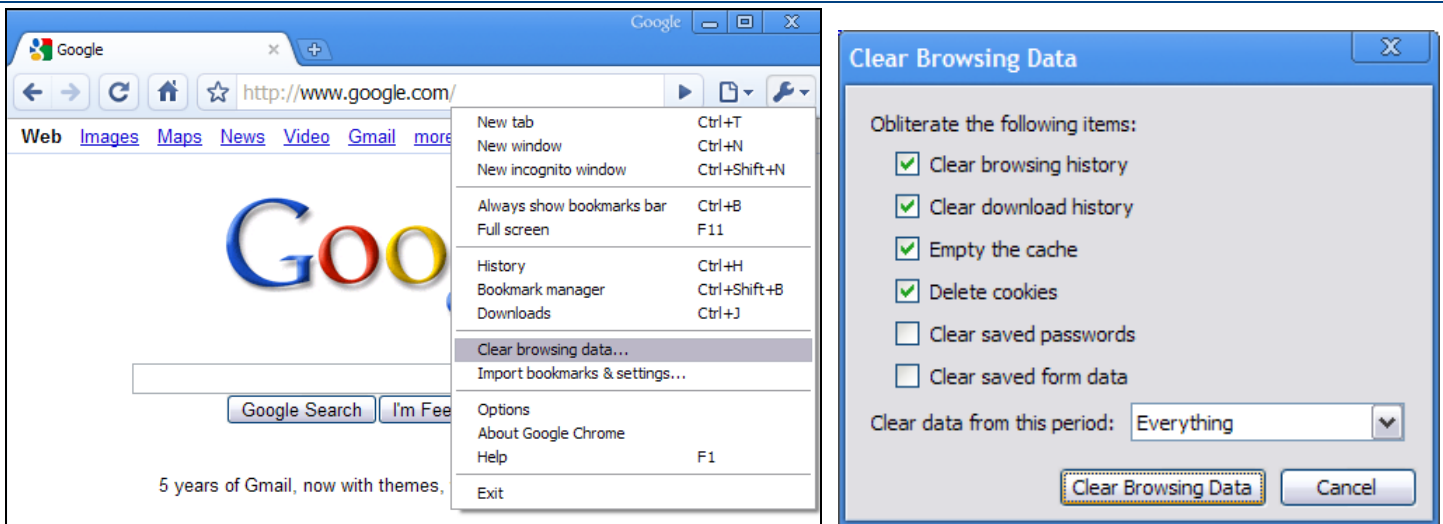 Google
Google
http://www.google.com/
Web Images Maps News Video Gmail more
Goo
Google Search I'm Fee
5 years of Gmail, now with themes,
New tab Ctrl+T
New window Ctrl+N
New incognito window Ctrl+Shift+N
Always show bookmarks bar Ctrl+B
Full screen F11
History Ctrl+H
Bookmark manager Ctrl+Shift+B
Downloads Ctrl+J
Clear browsing data...
Import bookmarks & settings...
Options
About Google Chrome
Help F1
Exit
Clear Browsing Data
Obliterate the following items:
Clear browsing history
Clear download history
Empty the cache
Delete cookies
Clear saved passwords
Clear saved form data
Clear data from this period: Everything
Clear Browsing Data Cancel